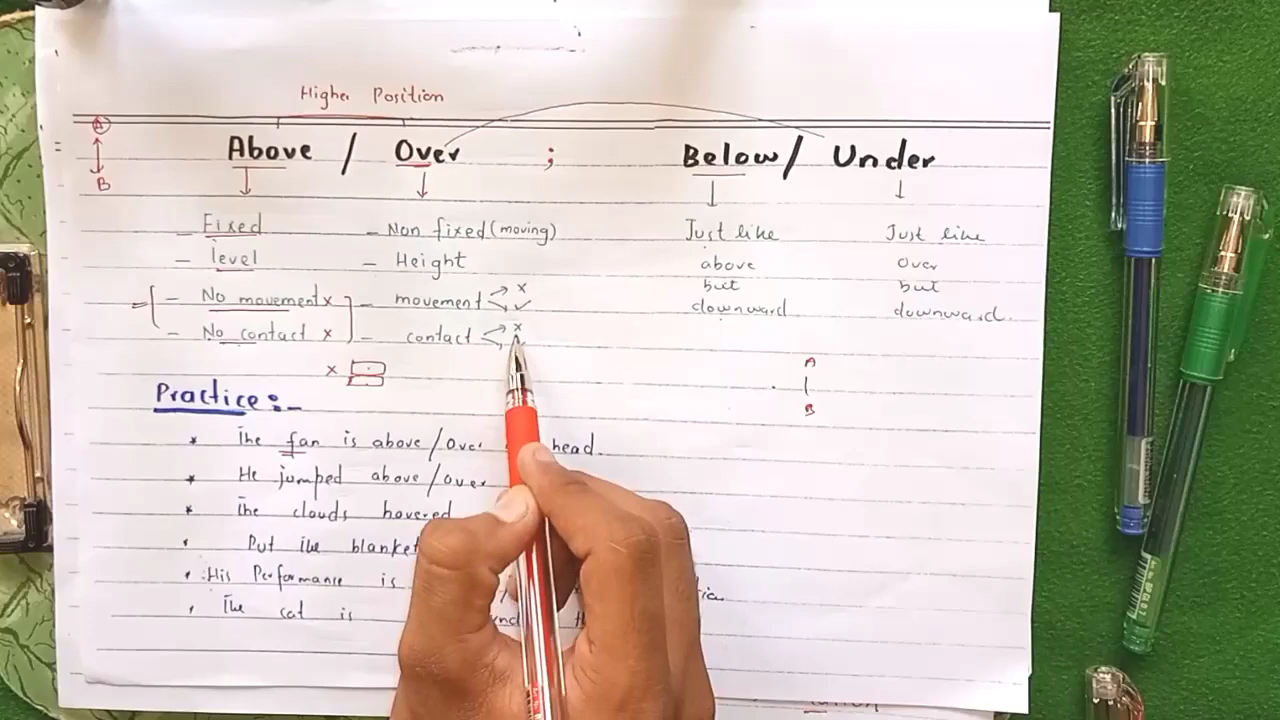 Higher Position
A
B
Above / Over ; Below / Under
- Fixed - Non fixed (moving) Just like Just like
- level - Height above over
- No movement x - movement x ✓ but but
- No contact x - contact x downward downward.
x
A
B
Practice:-
* The fan is above/over head.
* He jumped above/over
* The clouds hovered
• Put the blanket
• His Performance is
• The cat is